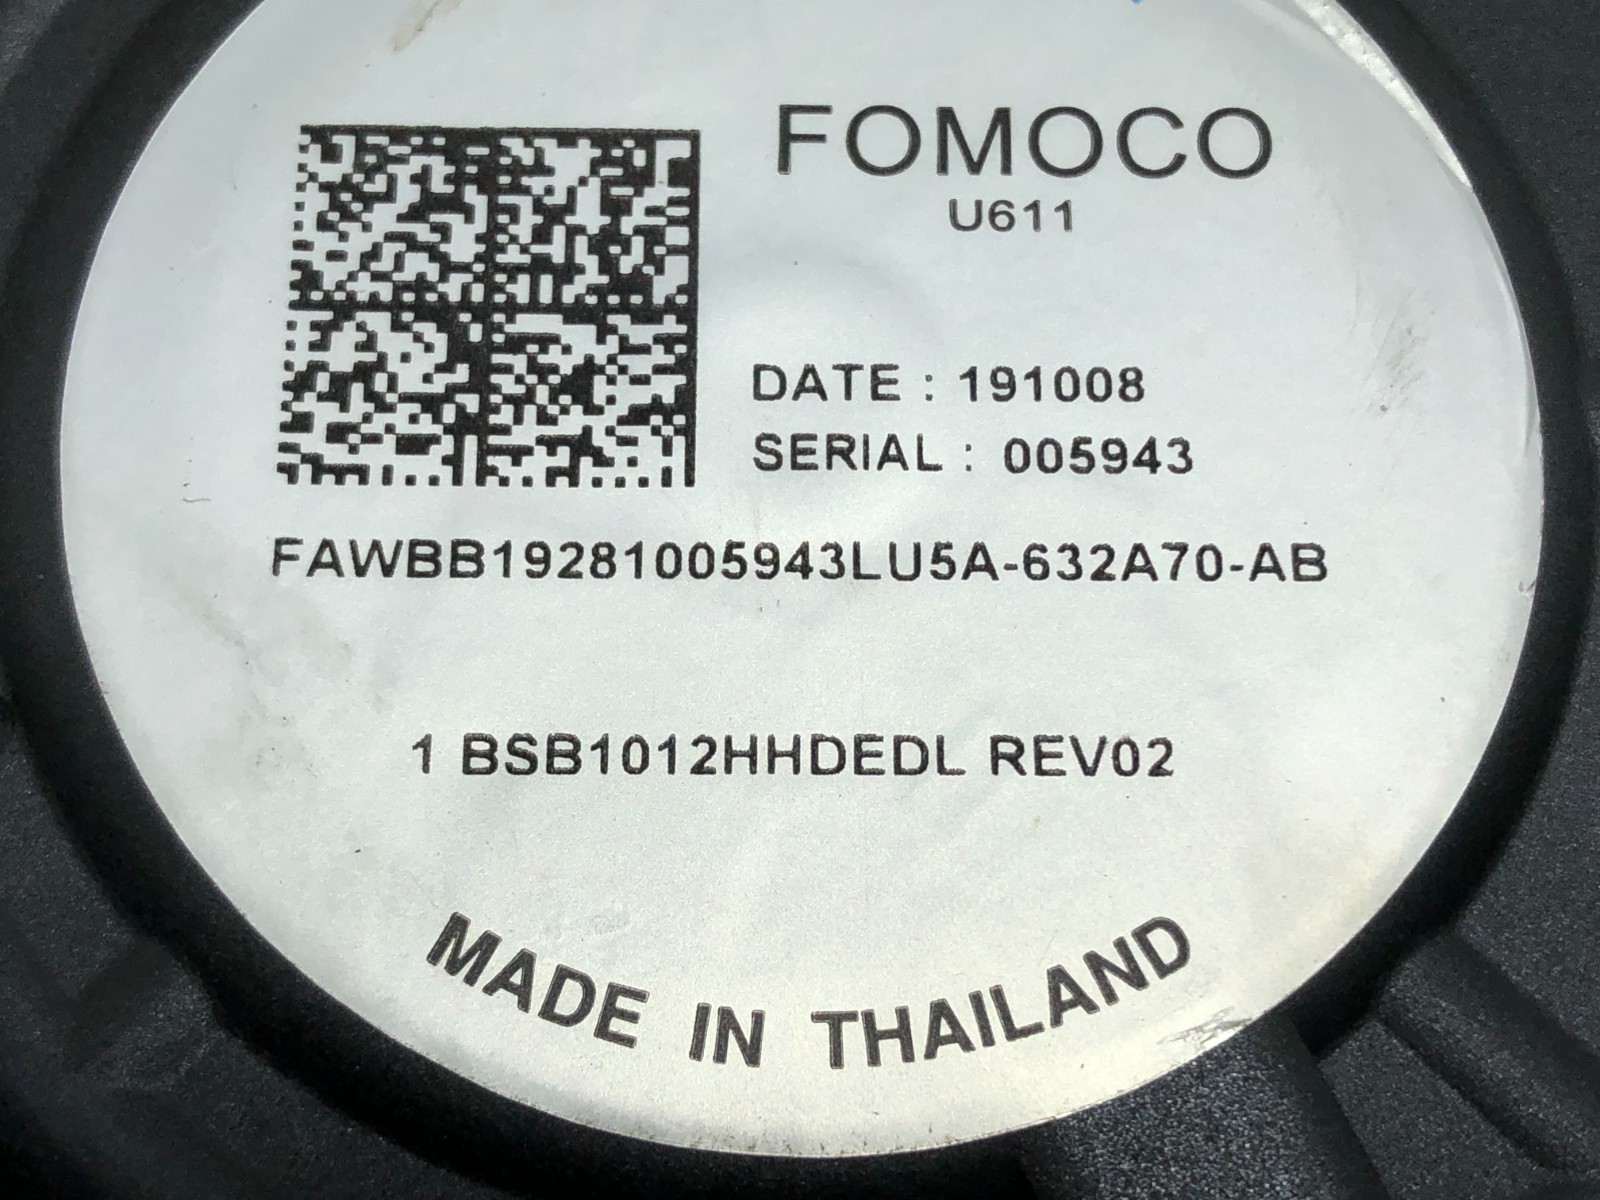 FOMOCO
U611
DATE : 191008
SERIAL : 005943
FAWBB19281005943LU5A-632A70-AB
1 BSB1012HHDEDL REV02
MADE IN THAILAND